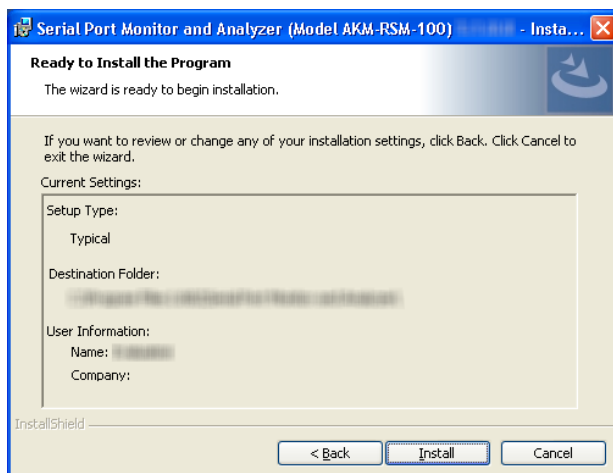 Serial Port Monitor and Analyzer (Model AKM-RSM-100) - Insta...
Ready to Install the Program
The wizard is ready to begin installation.
If you want to review or change any of your installation settings, click Back. Click Cancel to
exit the wizard.
Current Settings:
Setup Type:
Typical
Destination Folder:
User Information:
Name:
Company:
InstallShield
< Back Install Cancel